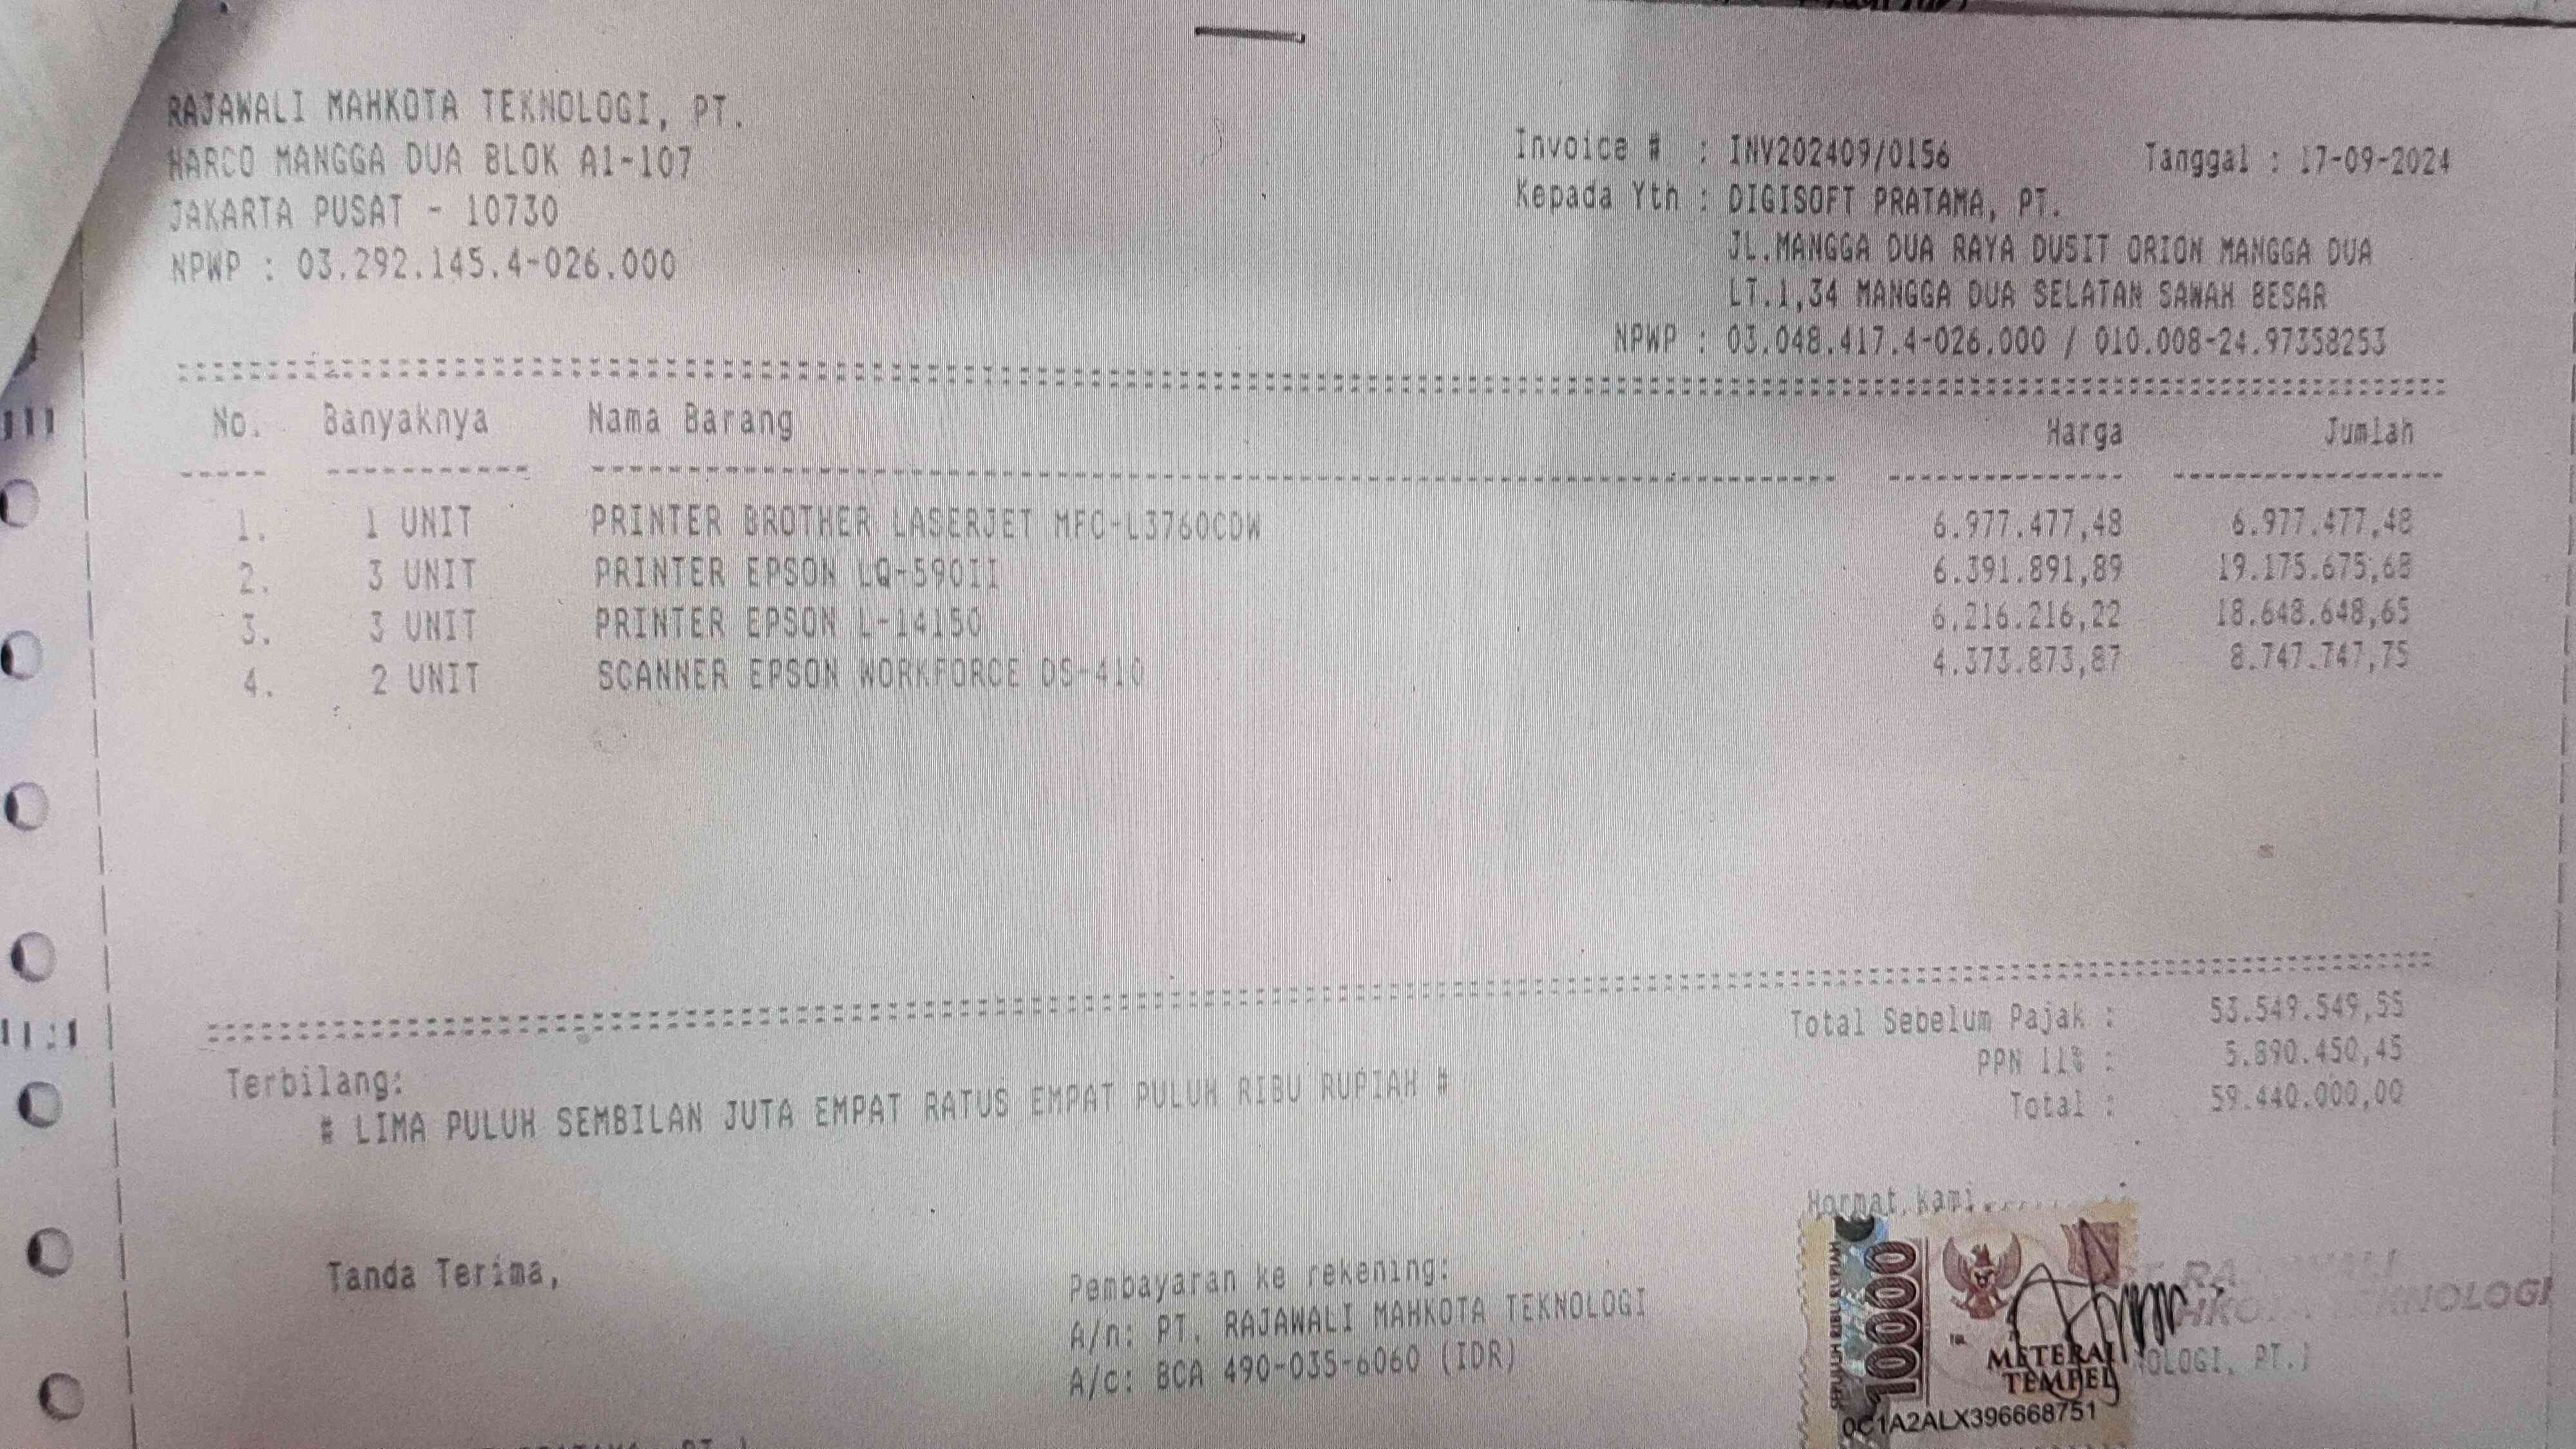 RAJAWALI MAHKOTA TEKNOLOGI, PT.
HARCO MANGGA DUA BLOK A1-107
JAKARTA PUSAT - 10730
NPWP : 03.292.145.4-026.000
Invoice # : INV202409/0156 Tanggal : 17-09-2024
Kepada Yth : DIGISOFT PRATAMA, PT.
JL.MANGGA DUA RAYA DUSIT ORION MANGGA DUA
LT.1,34 MANGGA DUA SELATAN SAWAH BESAR
NPWP : 03.048.417.4-026.000 / 010.008-24.97358253
No. Banyaknya Nama Barang Harga Jumlah
1. 1 UNIT PRINTER BROTHER LASERJET MFC-L3760CDW 6.977.477,48 6.977.477,48
2. 3 UNIT PRINTER EPSON LQ-590II 6.391.891,89 19.175.675,68
3. 3 UNIT PRINTER EPSON L-14150 6.216.216,22 18.648.648,65
4. 2 UNIT SCANNER EPSON WORKFORCE DS-410 4.373.873,87 8.747.747,75
Total Sebelum Pajak : 53.549.549,55
PPN 11% : 5.890.450,45
Total : 59.440.000,00
Terbilang:
# LIMA PULUH SEMBILAN JUTA EMPAT RATUS EMPAT PULUH RIBU RUPIAH #
Tanda Terima,
Pembayaran ke rekening:
A/n: PT. RAJAWALI MAHKOTA TEKNOLOGI
A/c: BCA 490-035-6060 (IDR)
Hormat kami
10000
METERAI
TEMPEL
0C1A2ALX396668751
OLOGI, PT.)